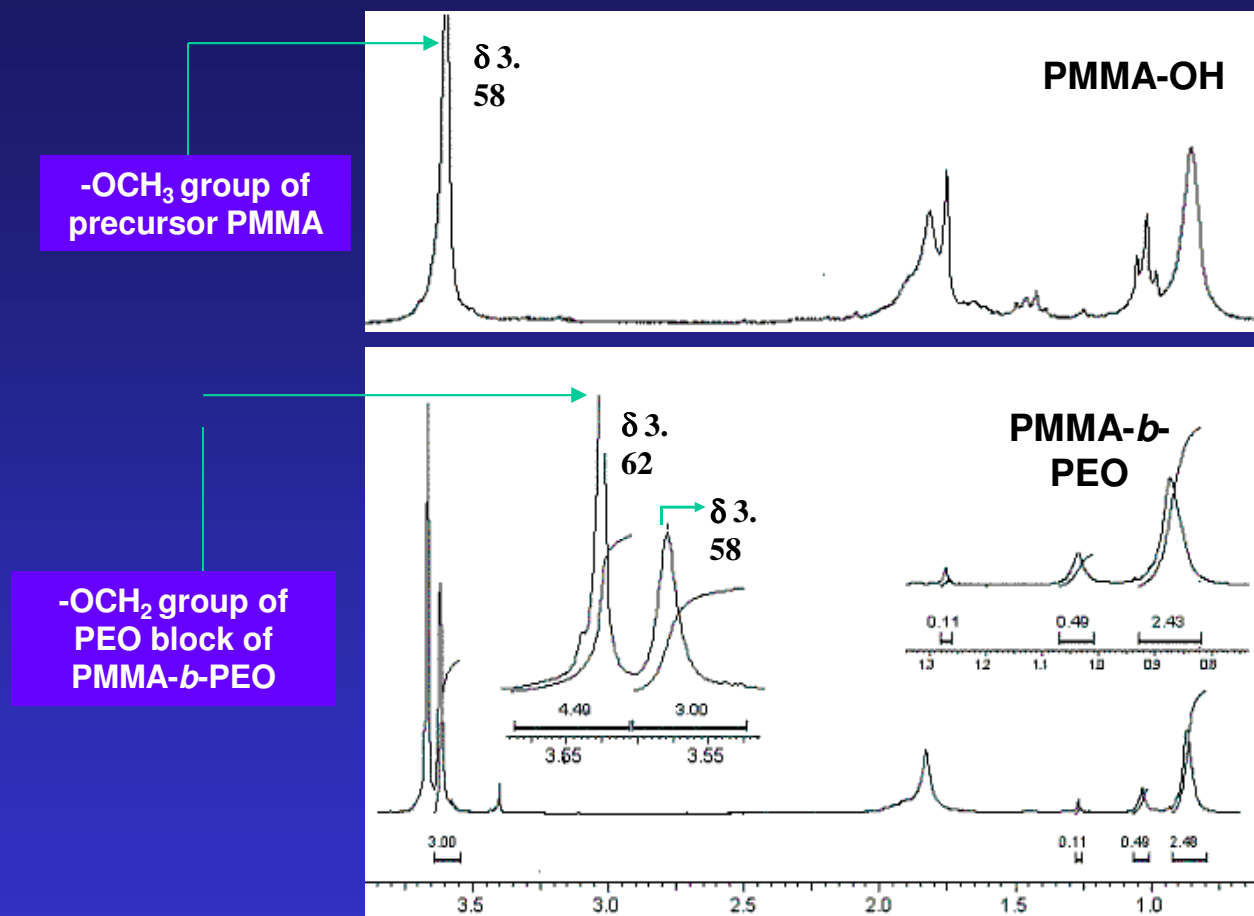 δ 3.
58
PMMA-OH
-OCH₃ group of
precursor PMMA
δ 3.
62
δ 3.
58
PMMA-b-
PEO
-OCH₂ group of
PEO block of
PMMA-b-PEO
4.49 3.00
3.65 3.55
0.11 0.49 2.43
1.3 1.2 1.1 1.0 0.9 0.8
3.00 0.11 0.49 2.48
3.5 3.0 2.5 2.0 1.5 1.0